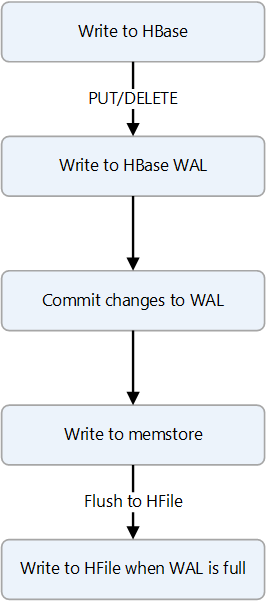 Write to HBase
PUT/DELETE
Write to HBase WAL
Commit changes to WAL
Write to memstore
Flush to HFile
Write to HFile when WAL is full